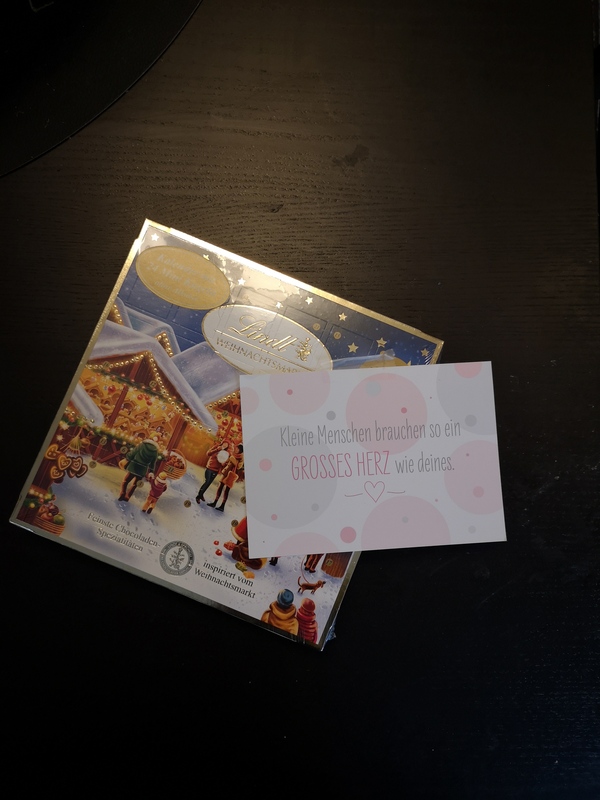 Lindt
WEIHNACHTSMARKT
Kleine Menschen brauchen so ein
GROSSES HERZ wie deines.
Feinste Chocoladen-
Spezialitäten
inspiriert vom
Weihnachtsmarkt